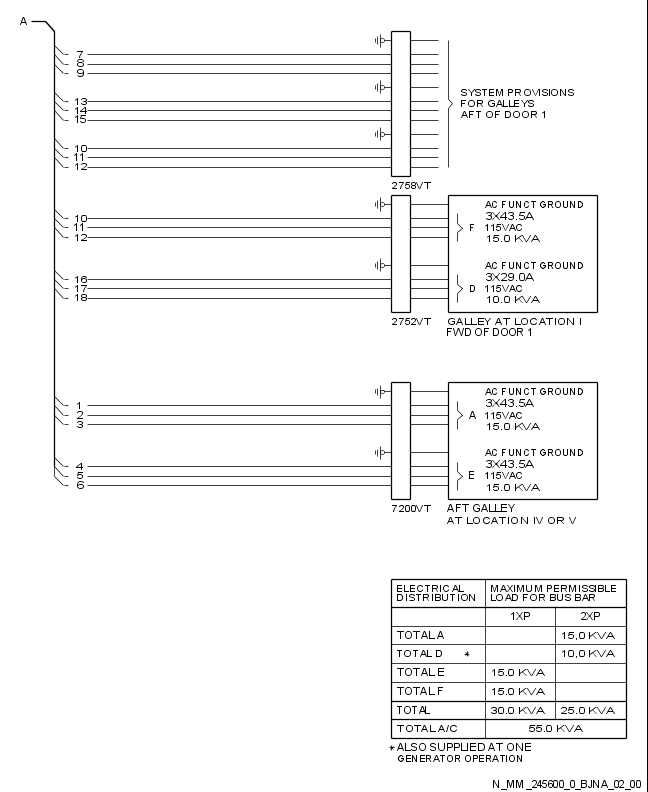 A
7
8
9
13
14
15
10
11
12
SYSTEM PROVISIONS
FOR GALLEYS
AFT OF DOOR 1
2758VT
10
11
12
16
17
18
AC FUNCT GROUND
3X43.5A
F 115VAC
15.0 KVA
AC FUNCT GROUND
3X29.0A
D 115VAC
10.0 KVA
2752VT
GALLEY AT LOCATION I
FWD OF DOOR 1
1
2
3
4
5
6
AC FUNCT GROUND
3X43.5A
A 115VAC
15.0 KVA
AC FUNCT GROUND
3X43.5A
E 115VAC
15.0 KVA
7200VT
AFT GALLEY
AT LOCATION IV OR V
ELECTRICAL DISTRIBUTION
MAXIMUM PERMISSIBLE LOAD FOR BUS BAR
1XP 2XP
TOTAL A 15,0 KVA
TOTAL D * 10,0 KVA
TOTAL E 15.0 KVA
TOTAL F 15.0 KVA
TOTAL 30.0 KVA 25.0 KVA
TOTAL A/C 55.0 KVA
* ALSO SUPPLIED AT ONE
GENERATOR OPERATION
N_MM_245600_0_BJNA_02_00